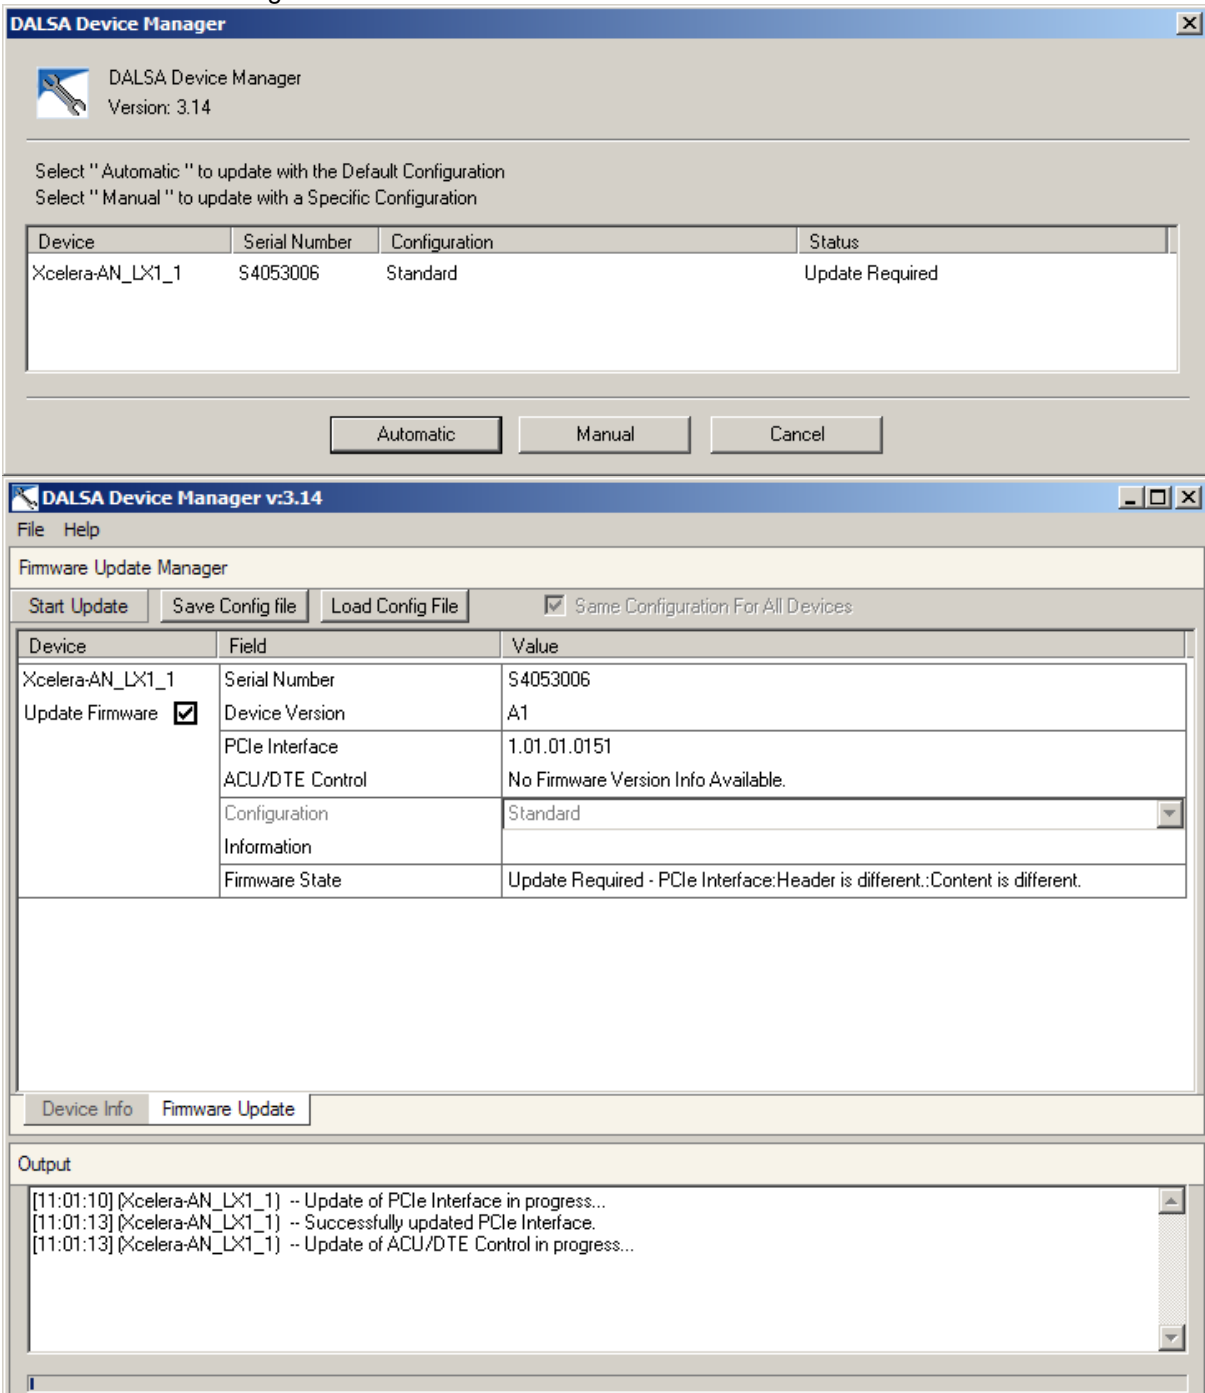 DALSA Device Manager
DALSA Device Manager
Version: 3.14
Select "Automatic" to update with the Default Configuration
Select "Manual" to update with a Specific Configuration
Device Serial Number Configuration Status
Xcelera-AN_LX1_1 S4053006 Standard Update Required
Automatic Manual Cancel
DALSA Device Manager v:3.14
File Help
Firmware Update Manager
Start Update Save Config file Load Config File Same Configuration For All Devices
Device Field Value
Xcelera-AN_LX1_1 Serial Number S4053006
Update Firmware Device Version A1
PCIe Interface 1.01.01.0151
ACU/DTE Control No Firmware Version Info Available.
Configuration Standard
Information
Firmware State Update Required - PCIe Interface:Header is different.:Content is different.
Device Info Firmware Update
Output
[11:01:10] (Xcelera-AN_LX1_1) -- Update of PCIe Interface in progress...
[11:01:13] (Xcelera-AN_LX1_1) -- Successfully updated PCIe Interface.
[11:01:13] (Xcelera-AN_LX1_1) -- Update of ACU/DTE Control in progress...